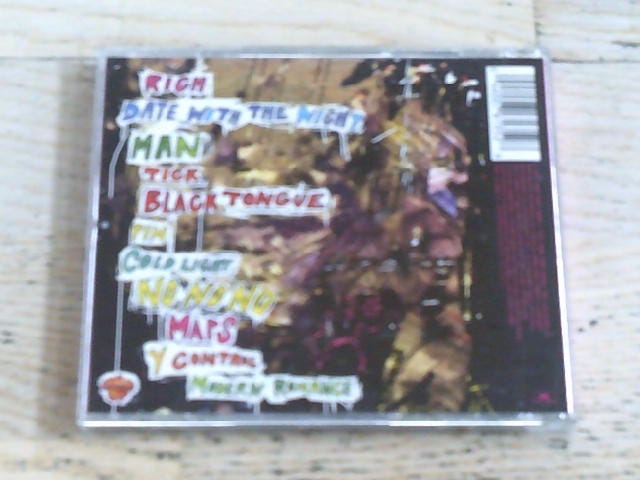 RICH
DATE WITH THE NIGHT
MAN
TICK
BLACK TONGUE
PIN
COLD LIGHT
NO, NO, NO
MAPS
Y CONTROL
MODERN ROMANCE